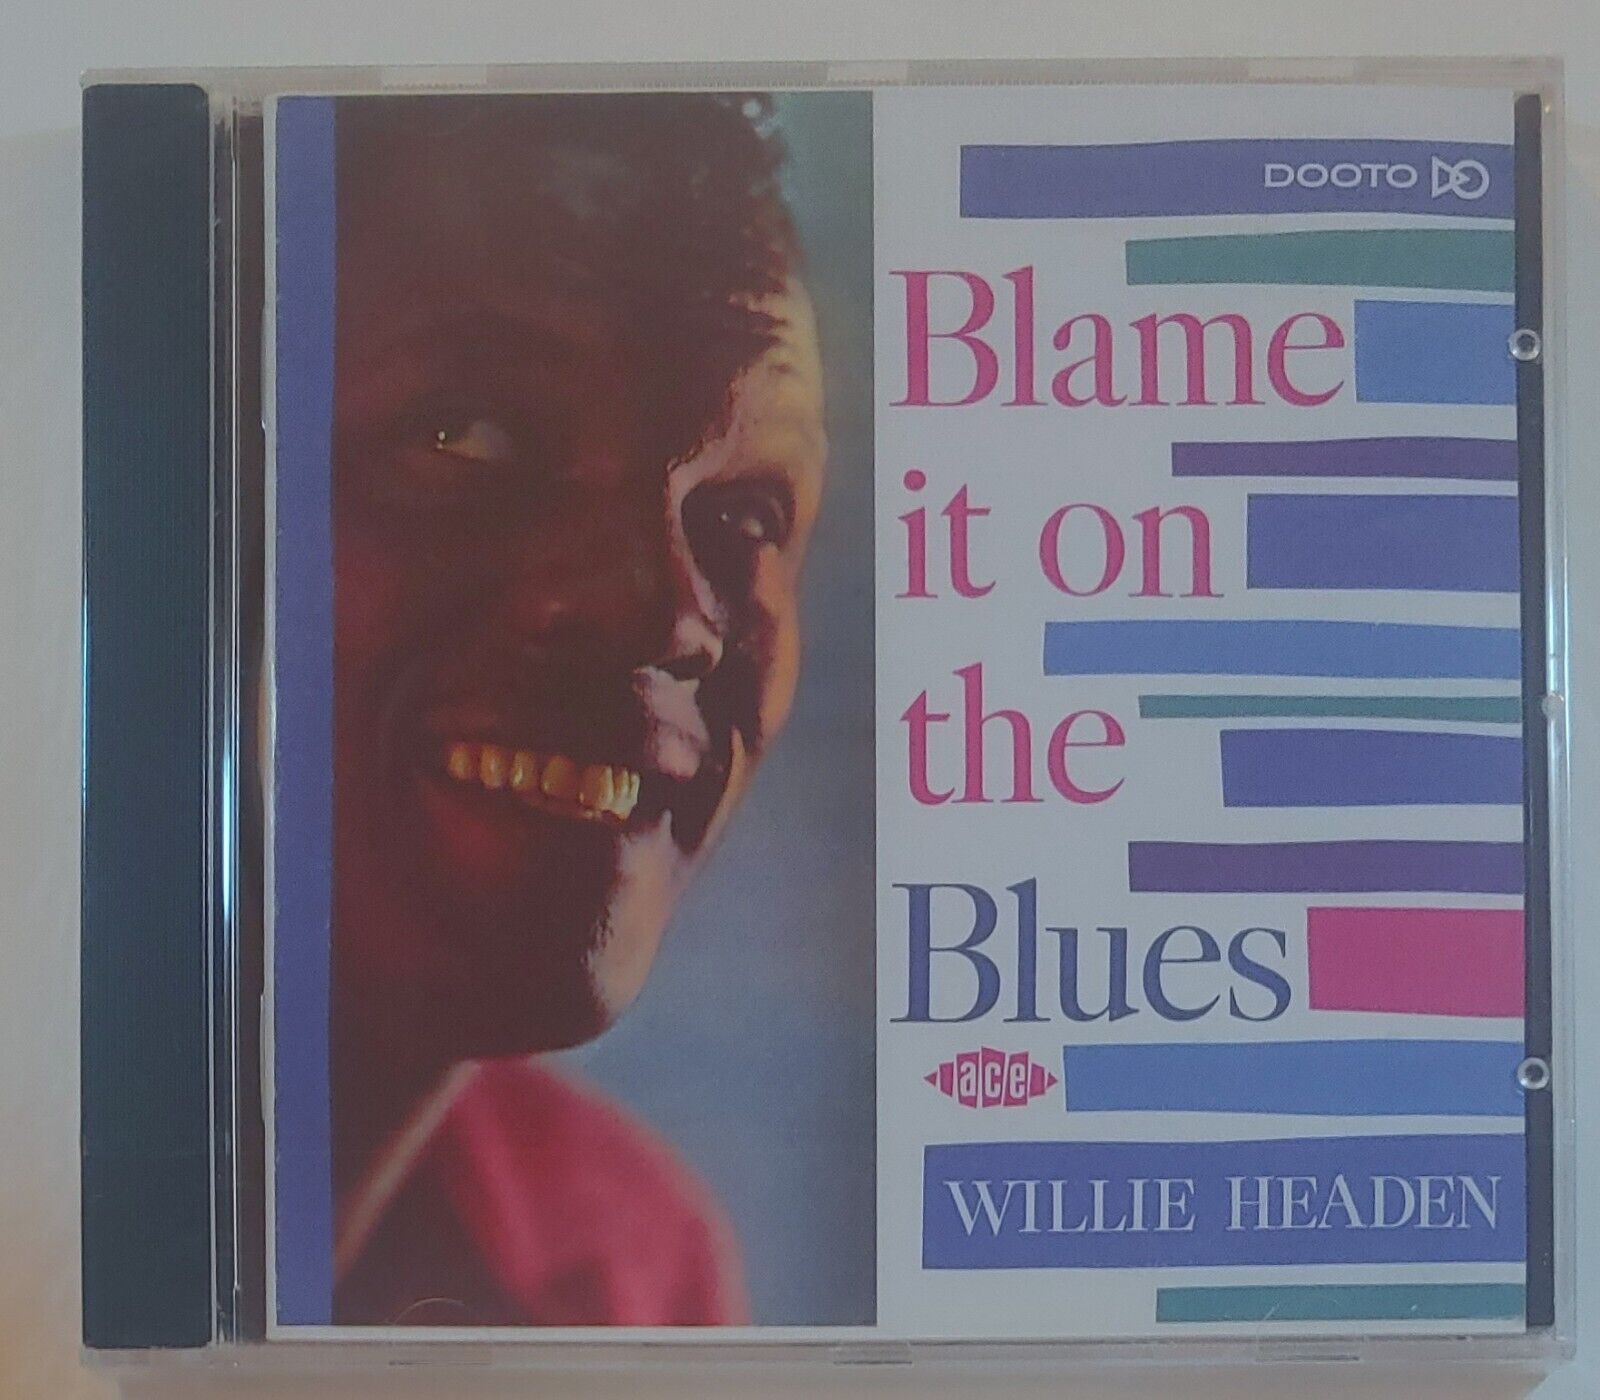 DOOTO
Blame
it on
the
Blues
ace
WILLIE HEADEN